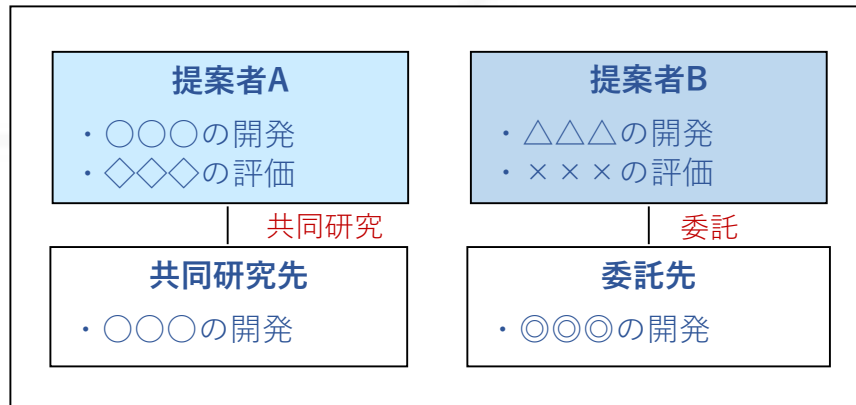 提案者A
・○○○の開発
・◇◇◇の評価
共同研究
共同研究先
・○○○の開発
提案者B
・△△△の開発
・×××の評価
委託
委託先
・◎◎◎の開発